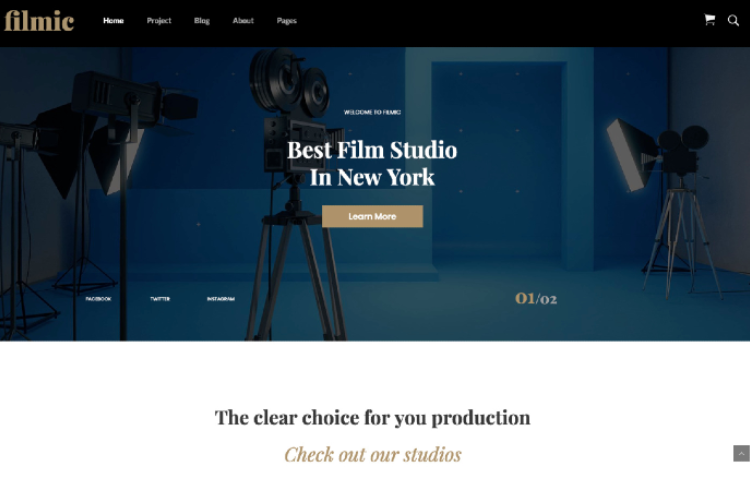 filmic
Home Project Blog About Pages
WELCOME TO FILMIC
Best Film Studio
In New York
Learn More
FACEBOOK TWITTER INSTAGRAM
01/02
The clear choice for you production
Check out our studios